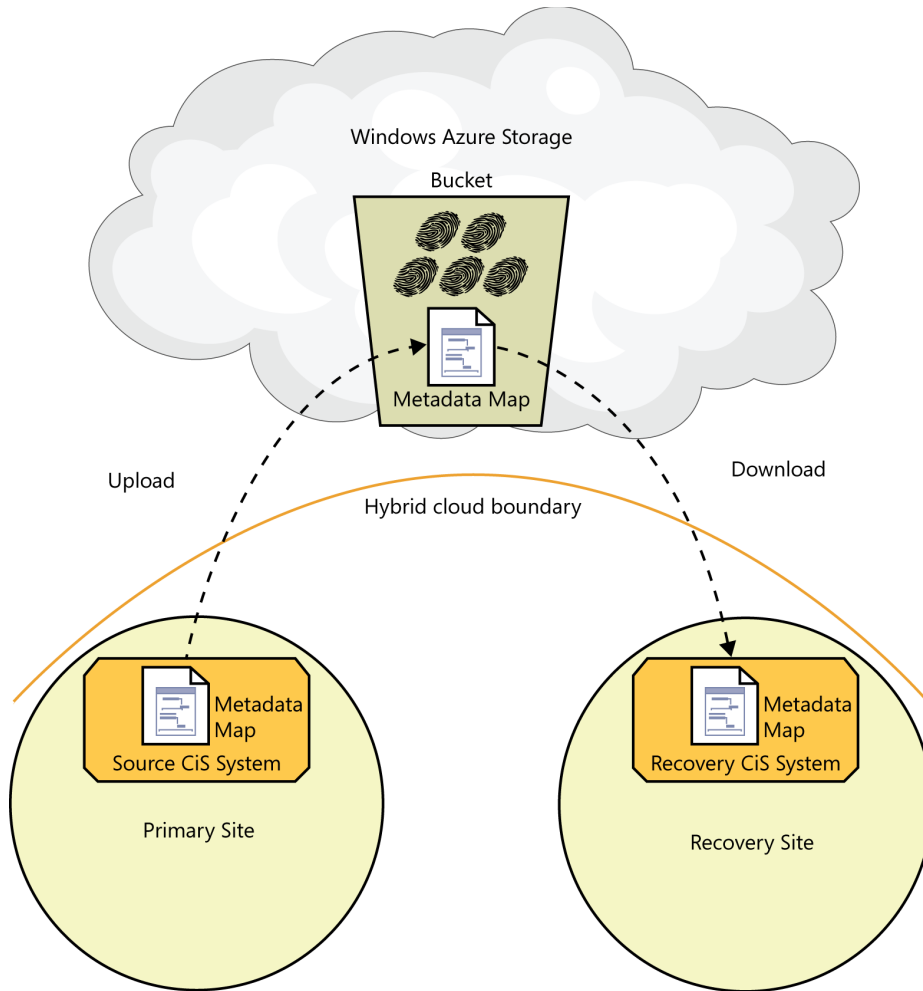 Windows Azure Storage
Bucket
Metadata Map
Upload
Download
Hybrid cloud boundary
Metadata
Map
Source CiS System
Primary Site
Metadata
Map
Recovery CiS System
Recovery Site